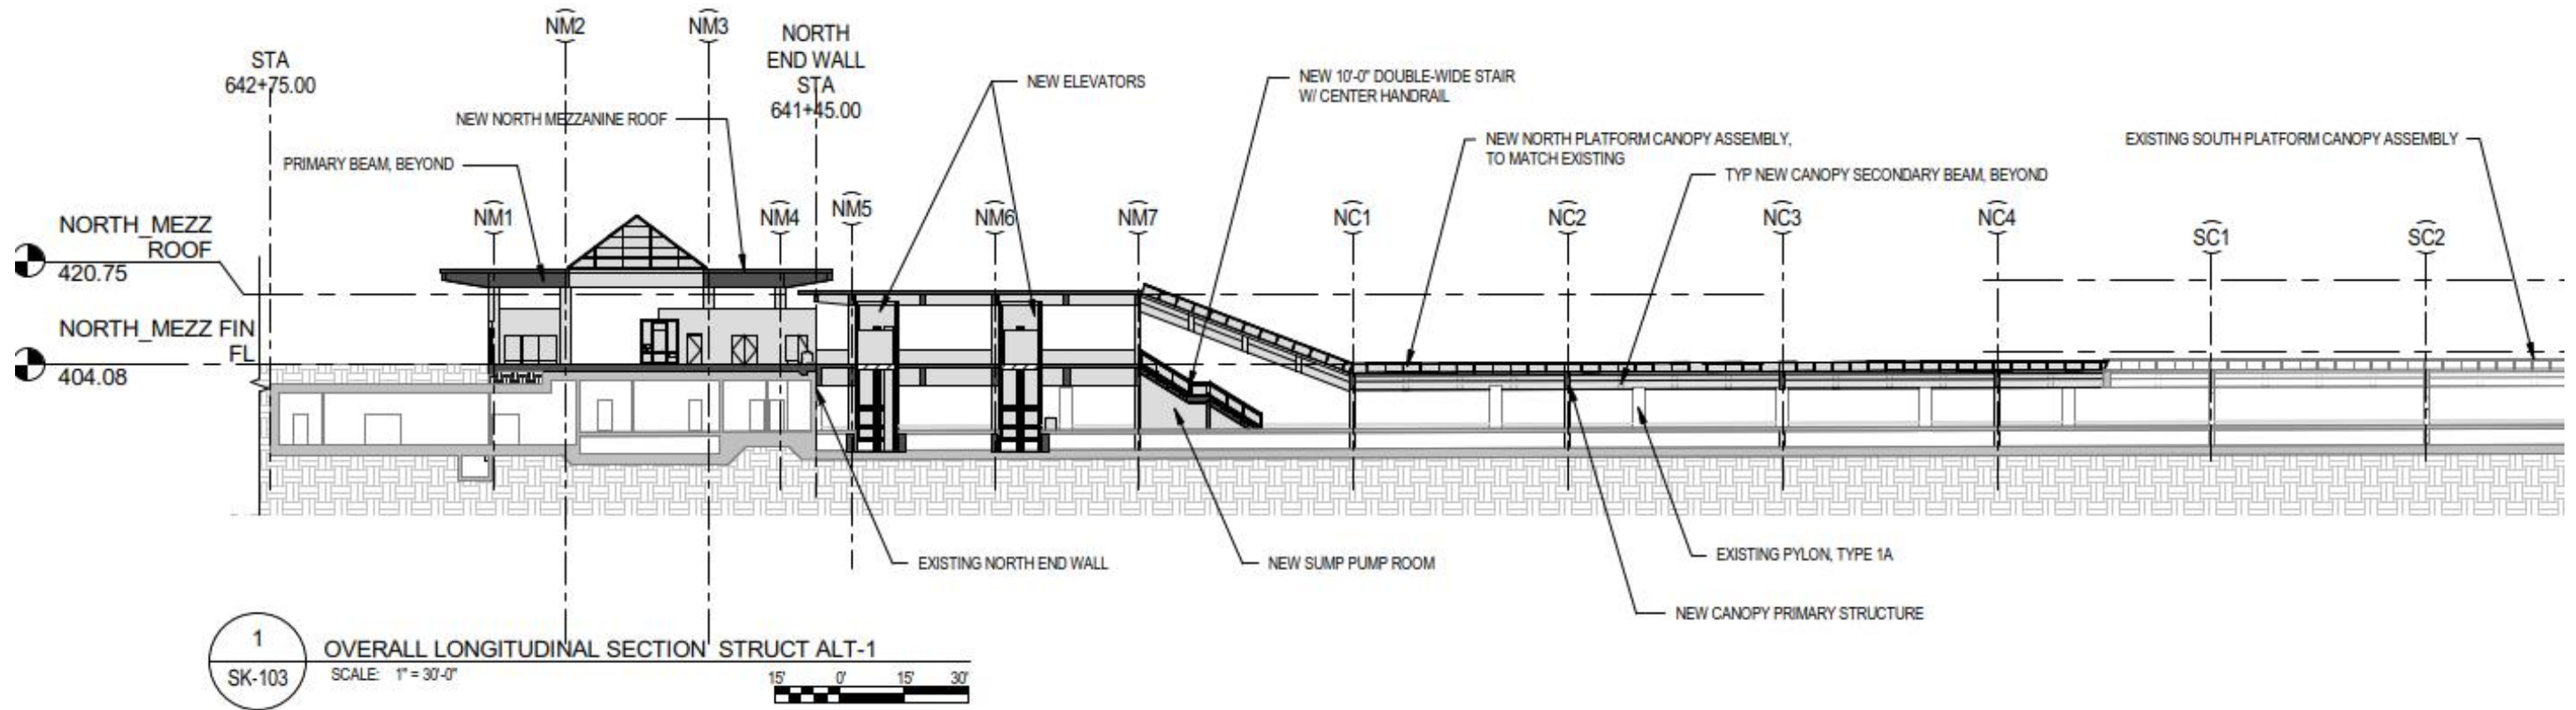 NM2
NM3
NORTH
END WALL
STA
641+45.00
STA
642+75.00
NEW ELEVATORS
NEW 10'-0" DOUBLE-WIDE STAIR
W/ CENTER HANDRAIL
NEW NORTH MEZZANINE ROOF
NEW NORTH PLATFORM CANOPY ASSEMBLY,
TO MATCH EXISTING
EXISTING SOUTH PLATFORM CANOPY ASSEMBLY
PRIMARY BEAM, BEYOND
TYP NEW CANOPY SECONDARY BEAM, BEYOND
NM1
NM4
NM5
NM6
NM7
NC1
NC2
NC3
NC4
SC1
SC2
NORTH_MEZZ
ROOF
420.75
NORTH_MEZZ FIN
FL
404.08
EXISTING NORTH END WALL
NEW SUMP PUMP ROOM
EXISTING PYLON, TYPE 1A
NEW CANOPY PRIMARY STRUCTURE
1
SK-103
OVERALL LONGITUDINAL SECTION STRUCT ALT-1
SCALE: 1" = 30'-0"
15' 0' 15' 30'